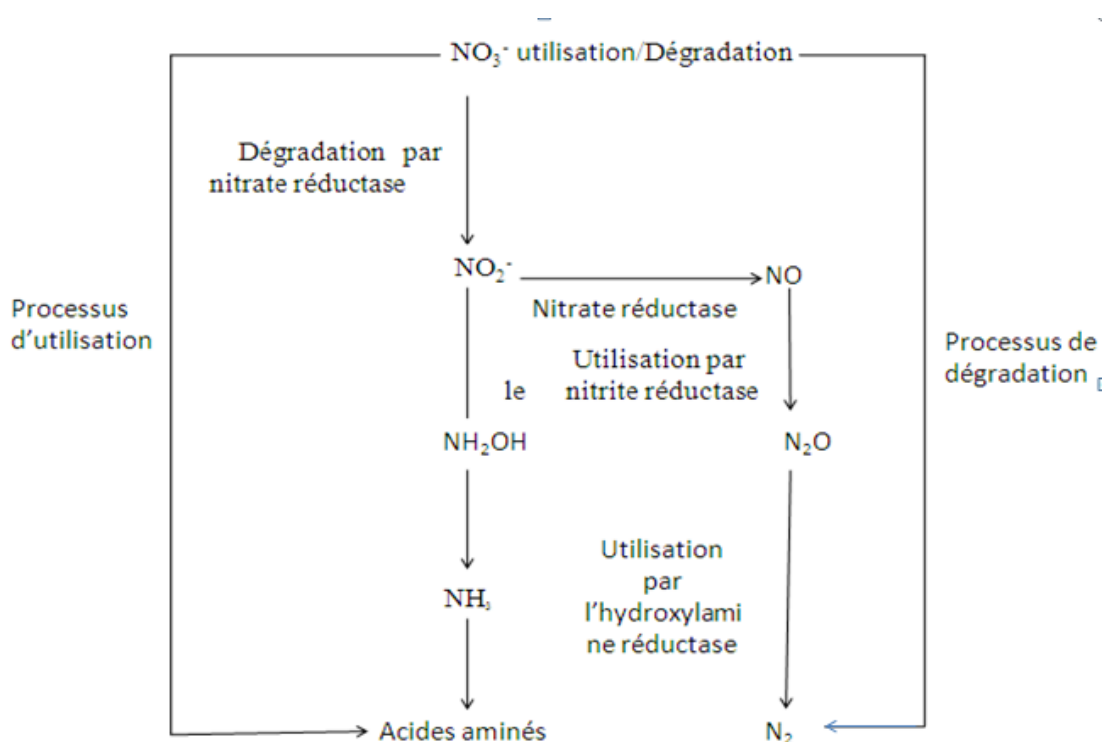 NO₃⁻ utilisation/Dégradation
Dégradation par
nitrate réductase
NO₂⁻
NO
Nitrate réductase
Processus
d'utilisation
Utilisation par
le nitrite réductase
Processus de
dégradation
NH₂OH
N₂O
Utilisation
par
l'hydroxylami
ne réductase
NH₃
Acides aminés
N₂